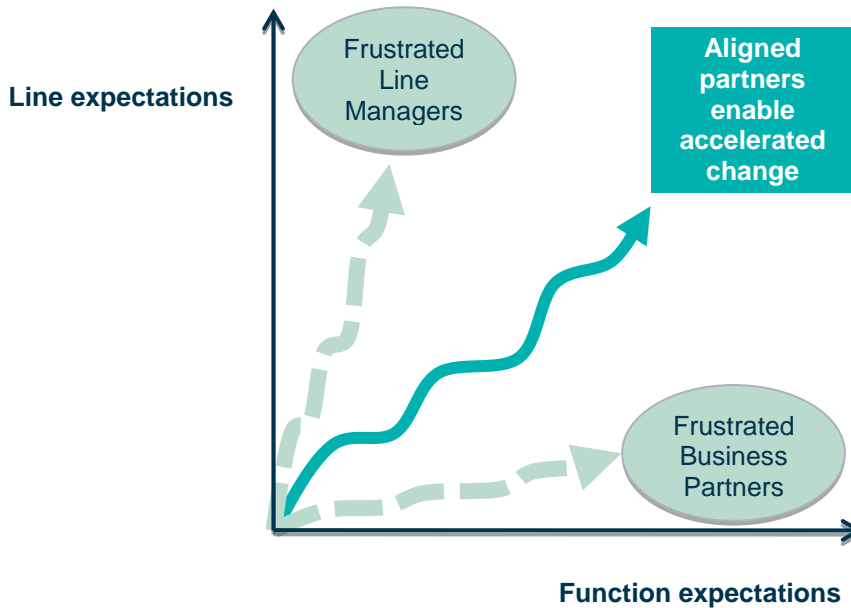 Frustrated
Line
Managers
Aligned
partners
enable
accelerated
change
Line expectations
Frustrated
Business
Partners
Function expectations